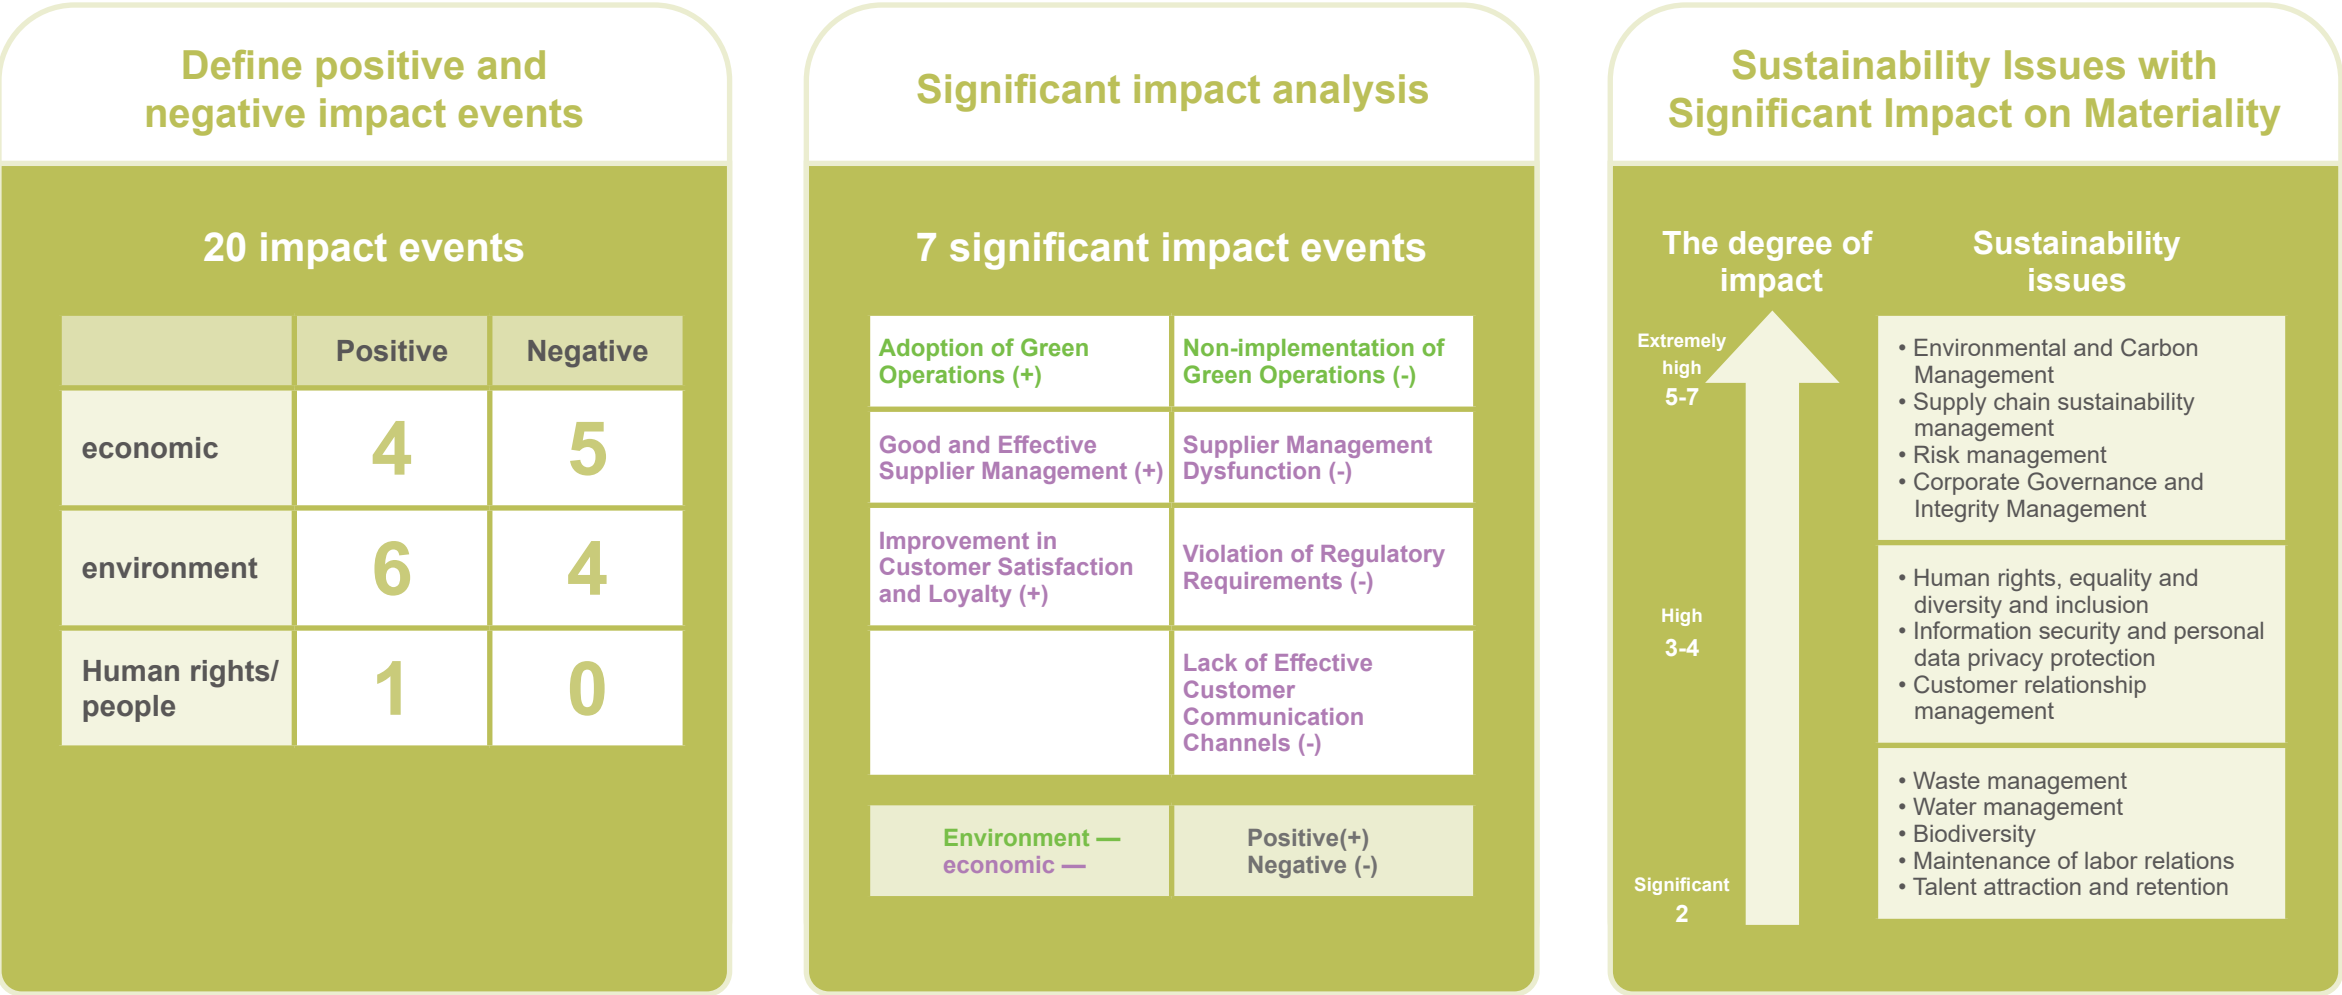 Define positive and
negative impact events
20 impact events
Positive
Negative
economic
4
5
environment
6
4
Human rights/
people
1
0
Significant impact analysis
7 significant impact events
Adoption of Green
Operations (+)
Non-implementation of
Green Operations (-)
Good and Effective
Supplier Management (+)
Supplier Management
Dysfunction (-)
Improvement in
Customer Satisfaction
and Loyalty (+)
Violation of Regulatory
Requirements (-)
Lack of Effective
Customer
Communication
Channels (-)
Environment —
economic —
Positive(+)
Negative (-)
Sustainability Issues with
Significant Impact on Materiality
The degree of
impact
Sustainability
issues
Extremely
high
5-7
• Environmental and Carbon
Management
• Supply chain sustainability
management
• Risk management
• Corporate Governance and
Integrity Management
High
3-4
• Human rights, equality and
diversity and inclusion
• Information security and personal
data privacy protection
• Customer relationship
management
Significant
2
• Waste management
• Water management
• Biodiversity
• Maintenance of labor relations
• Talent attraction and retention